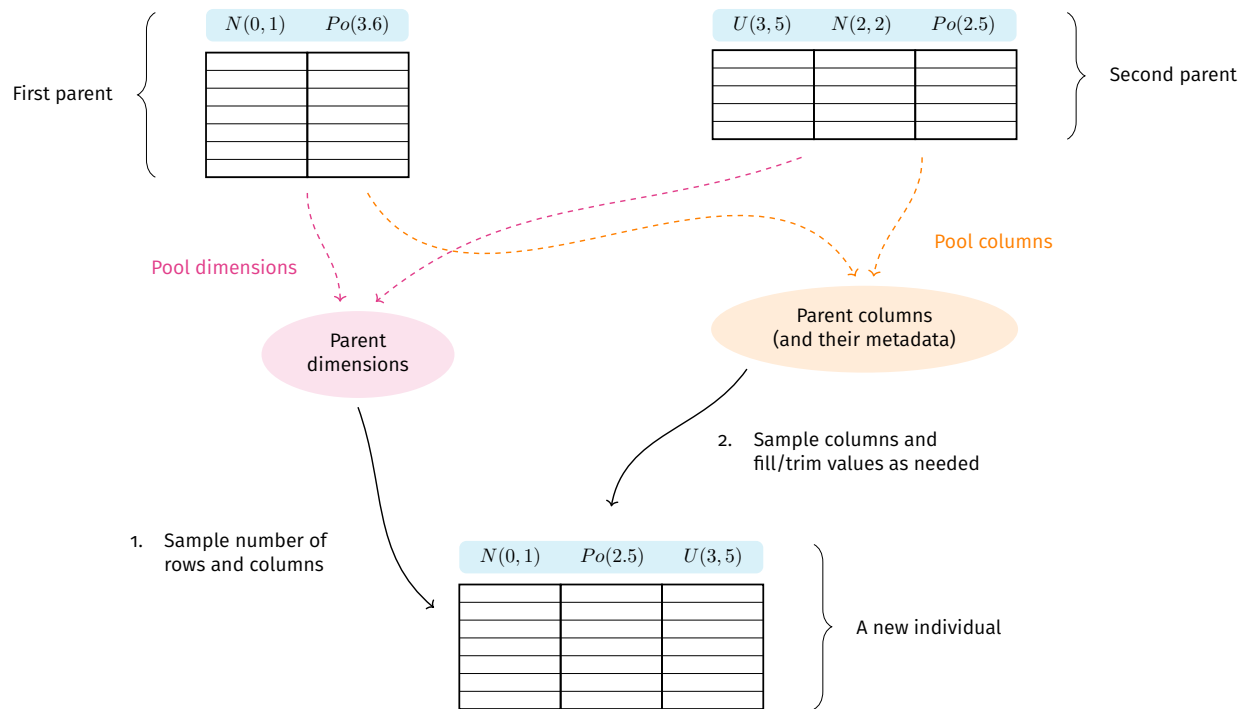 N(0, 1) Po(3.6)
U(3, 5) N(2, 2) Po(2.5)
First parent
Second parent
Pool dimensions
Pool columns
Parent
dimensions
Parent columns
(and their metadata)
2. Sample columns and
fill/trim values as needed
1. Sample number of
rows and columns
N(0, 1) Po(2.5) U(3, 5)
A new individual